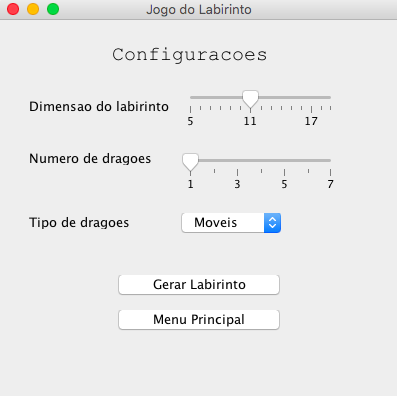 Jogo do Labirinto
Configuracoes
Dimensao do labirinto
5 11 17
Numero de dragoes
1 3 5 7
Tipo de dragoes Moveis
Gerar Labirinto
Menu Principal